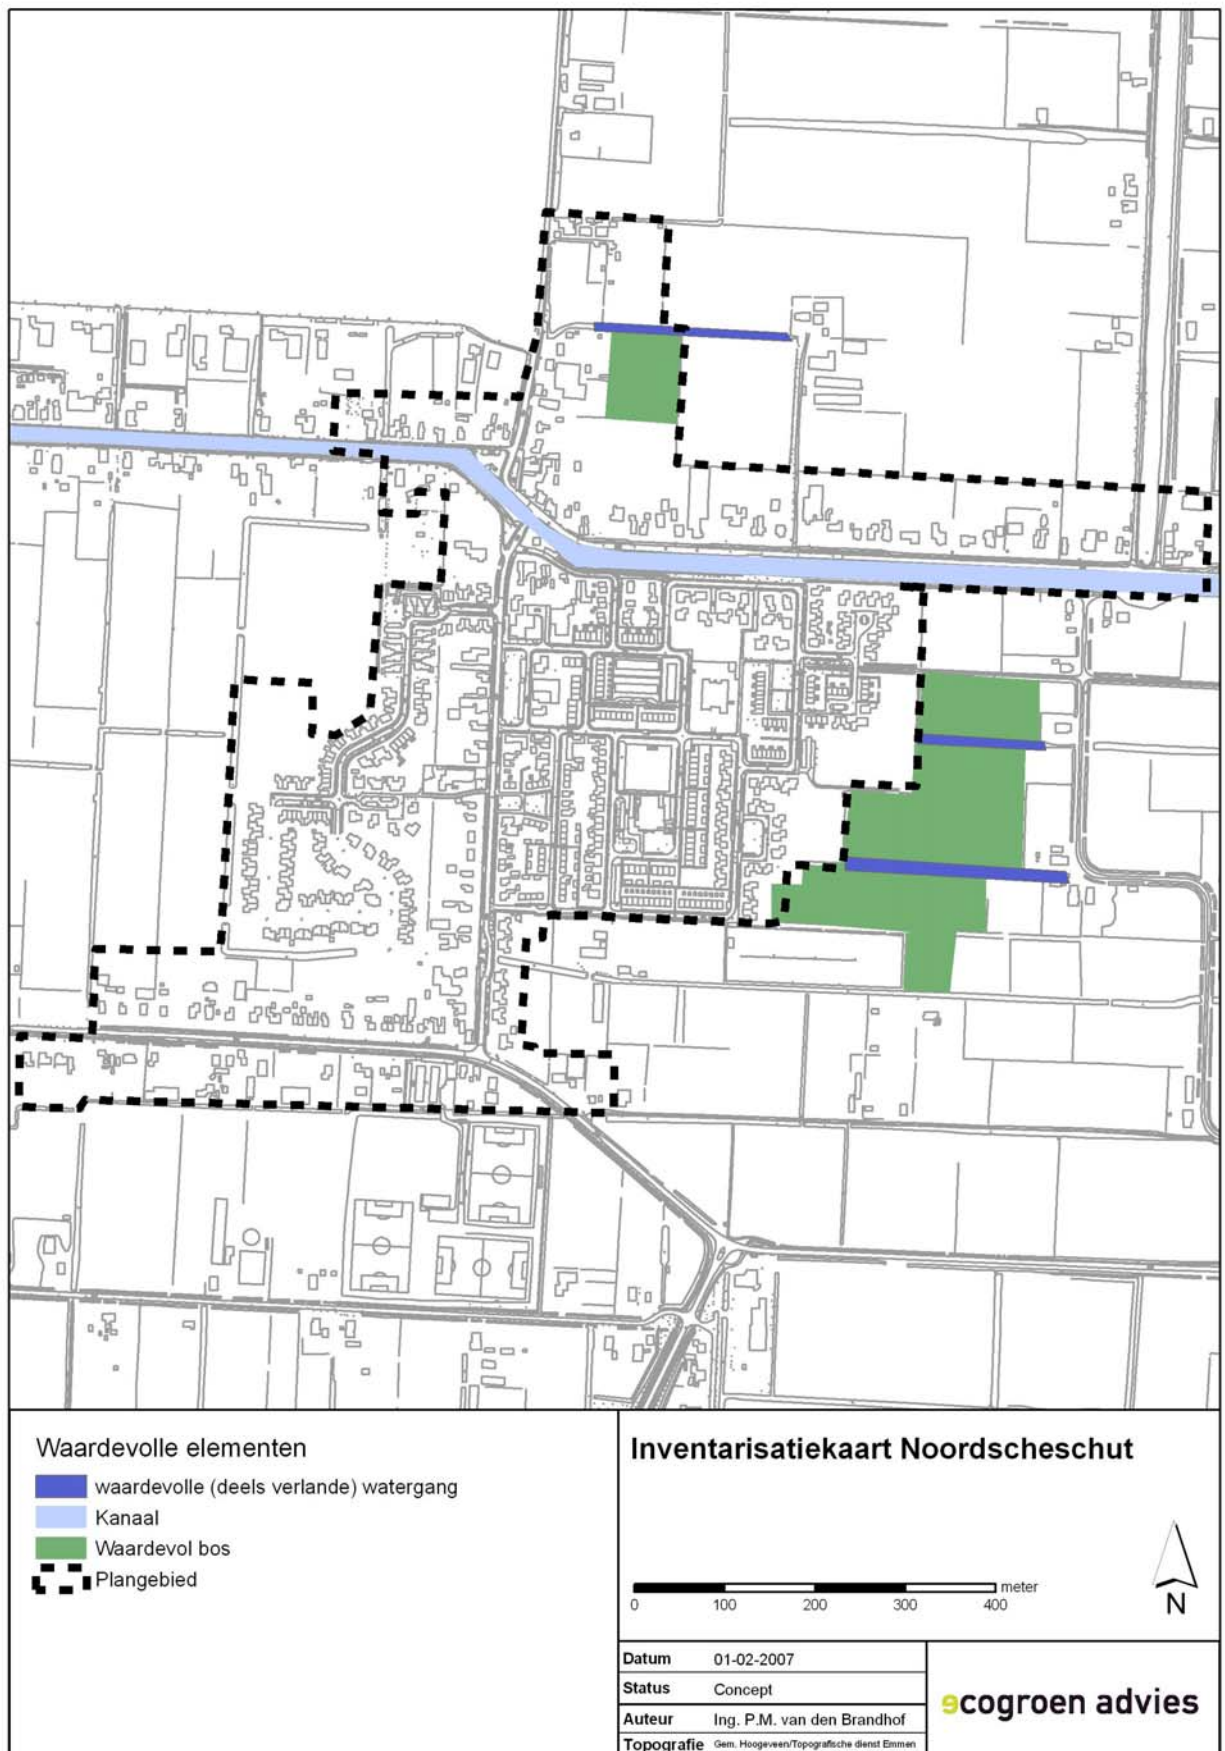 Waardevolle elementen
waardevolle (deels verlande) watergang
Kanaal
Waardevol bos
Plangebied
Inventarisatiekaart Noordscheschut
meter
0 100 200 300 400
N
Datum 01-02-2007
Status Concept
Auteur Ing. P.M. van den Brandhof
Topografie Gem. Hoogeveen/Topografische dienst Emmen
ecogroen advies